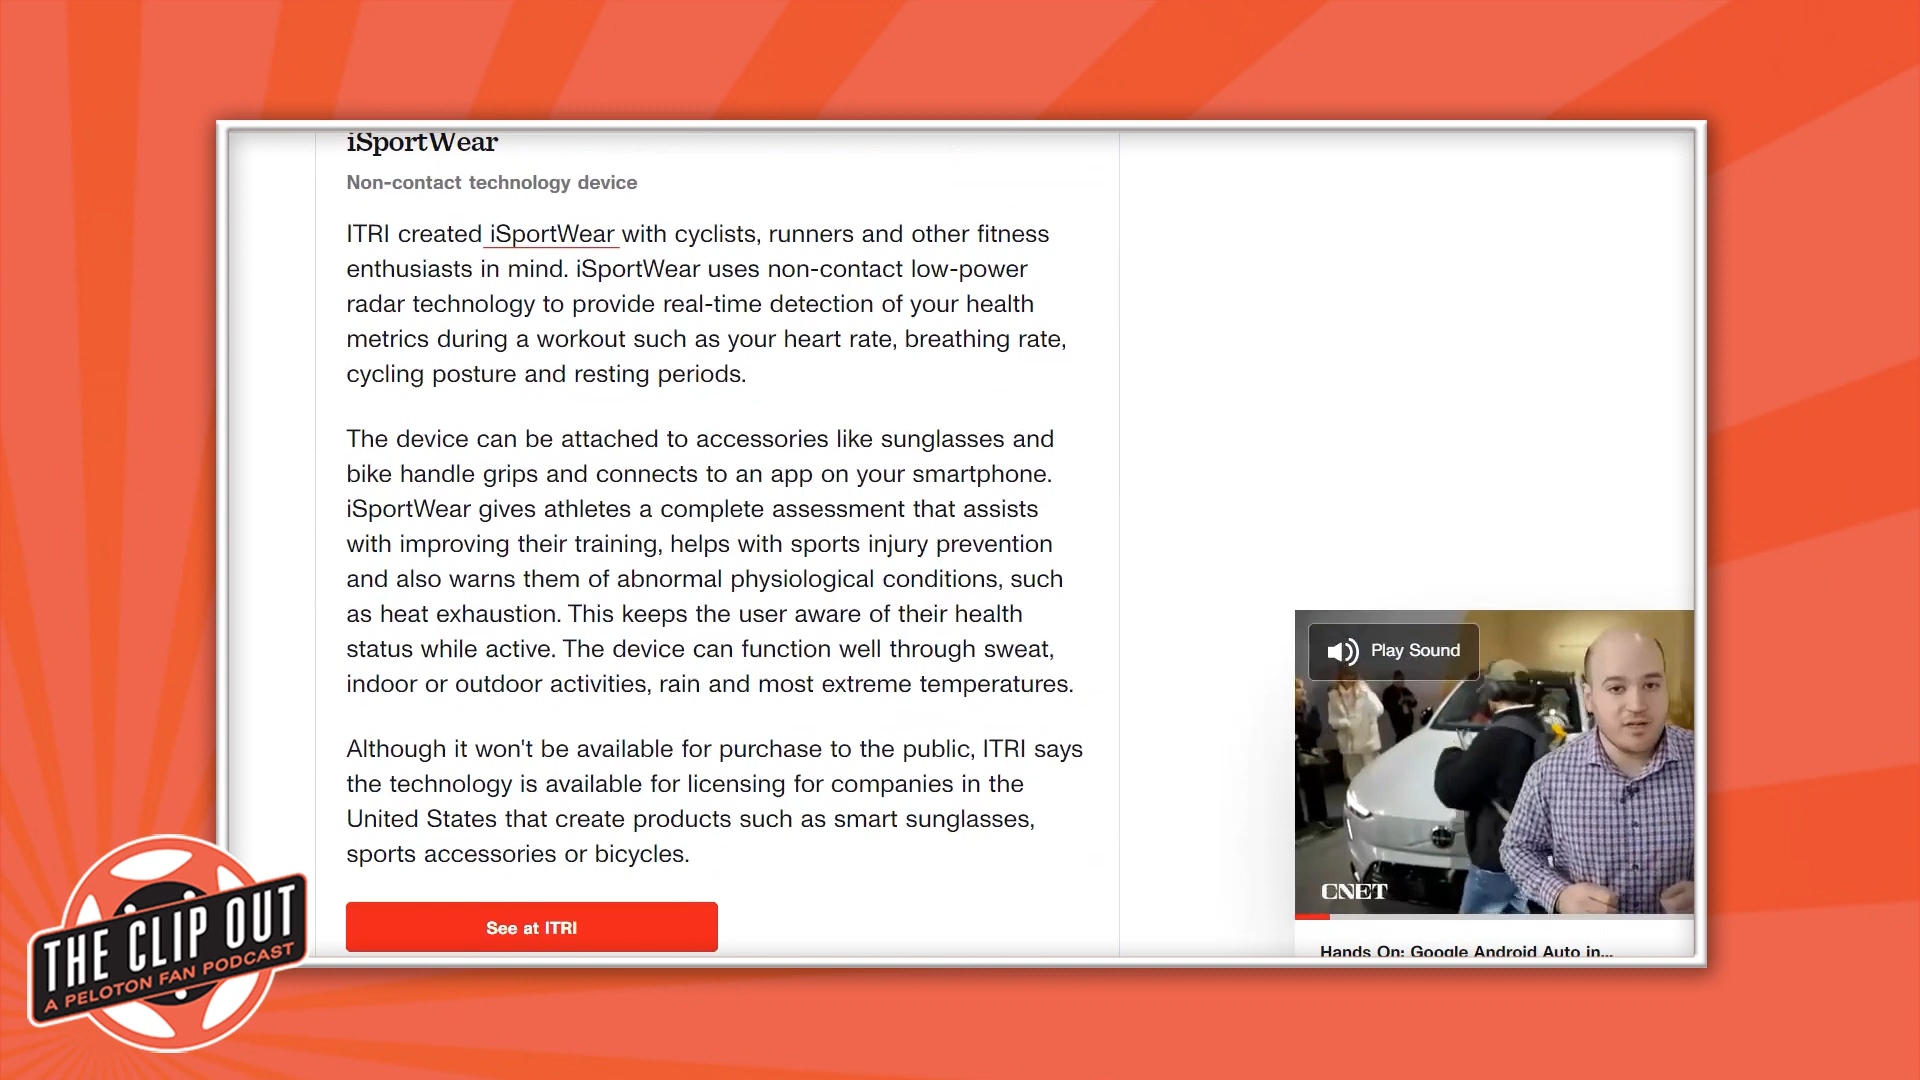 iSportWear
Non-contact technology device
ITRI created iSportWear with cyclists, runners and other fitness
enthusiasts in mind. iSportWear uses non-contact low-power
radar technology to provide real-time detection of your health
metrics during a workout such as your heart rate, breathing rate,
cycling posture and resting periods.
The device can be attached to accessories like sunglasses and
bike handle grips and connects to an app on your smartphone.
iSportWear gives athletes a complete assessment that assists
with improving their training, helps with sports injury prevention
and also warns them of abnormal physiological conditions, such
as heat exhaustion. This keeps the user aware of their health
status while active. The device can function well through sweat,
indoor or outdoor activities, rain and most extreme temperatures.
Although it won't be available for purchase to the public, ITRI says
the technology is available for licensing for companies in the
United States that create products such as smart sunglasses,
sports accessories or bicycles.
See at ITRI
Play Sound
CNET
Hands On: Google Android Auto in...
THE CLIP OUT
A PELOTON FAN PODCAST